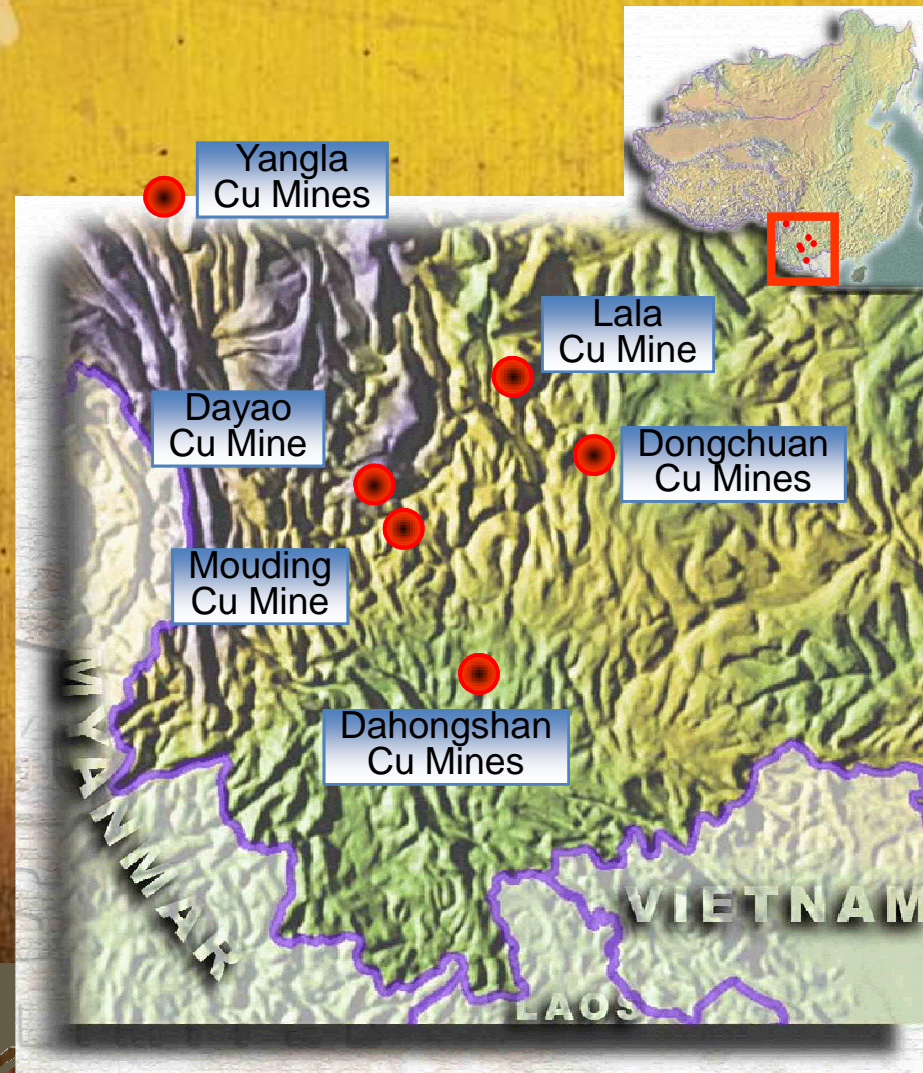 Yangla
Cu Mines
Lala
Cu Mine
Dayao
Cu Mine
Dongchuan
Cu Mines
Mouding
Cu Mine
Dahongshan
Cu Mines
MYANMAR
VIETNAM
LAOS